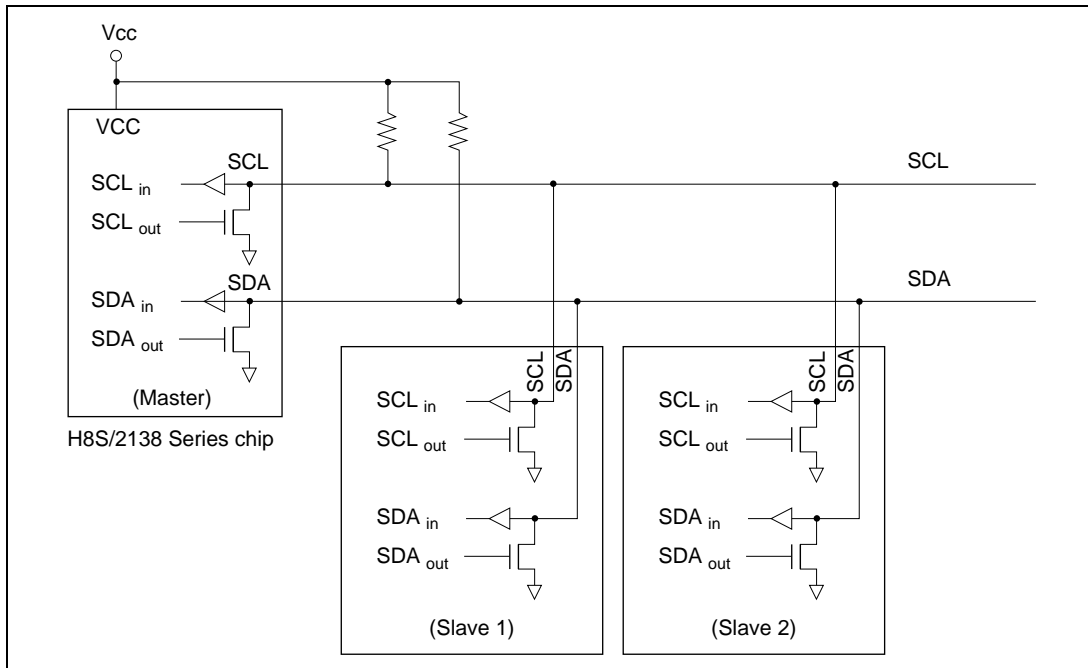 Vcc
VCC
SCL
SCL in
SCL out
SDA
SDA in
SDA out
(Master)
H8S/2138 Series chip
SCL
SDA
SCL
SDA
SCL in
SCL out
SDA in
SDA out
(Slave 1)
SCL
SDA
SCL in
SCL out
SDA in
SDA out
(Slave 2)